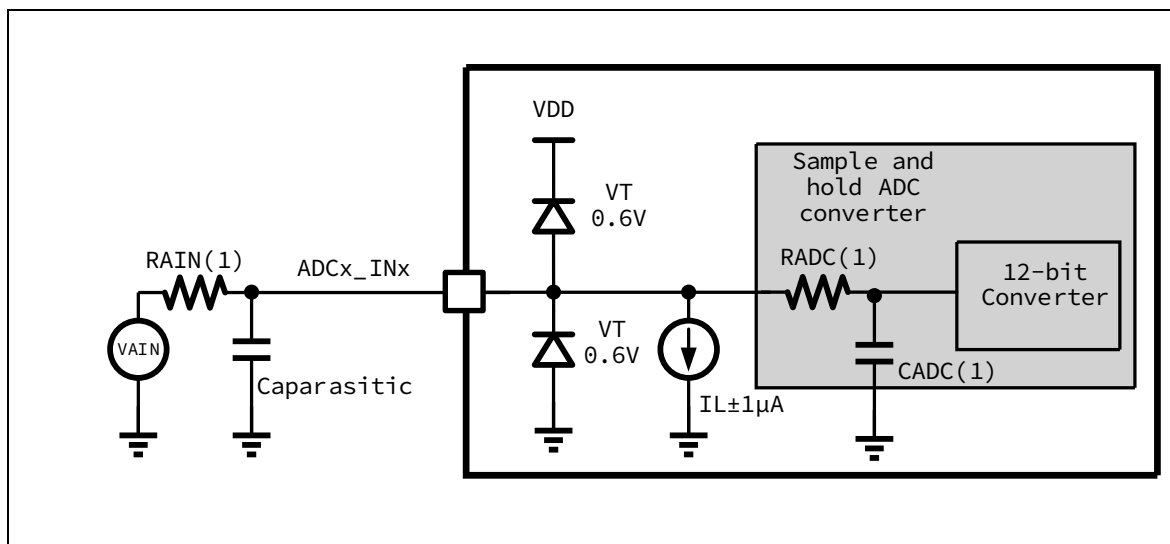 VDD
Sample and
hold ADC
converter
VT
0.6V
RAIN(1)
ADCx_INx
RADC(1)
12-bit
Converter
VAIN
VT
0.6V
Caparasitic
CADC(1)
IL±1µA